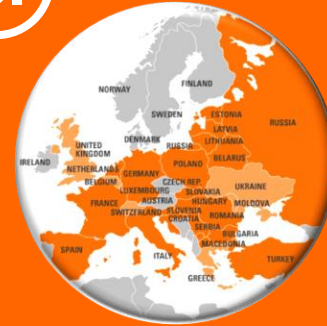 NORWAY
FINLAND
SWEDEN
ESTONIA
RUSSIA
LATVIA
DENMARK
LITHUANIA
RUSSIA
UNITED
KINGDOM
IRELAND
BELARUS
NETHERLANDS
POLAND
GERMANY
BELGIUM
CZECH REP.
LUXEMBOURG
SLOVAKIA
UKRAINE
AUSTRIA
HUNGARY
MOLDOVA
FRANCE
SWITZERLAND
SLOVENIA
ROMANIA
CROATIA
SERBIA
BULGARIA
SPAIN
ITALY
MACEDONIA
TURKEY
GREECE